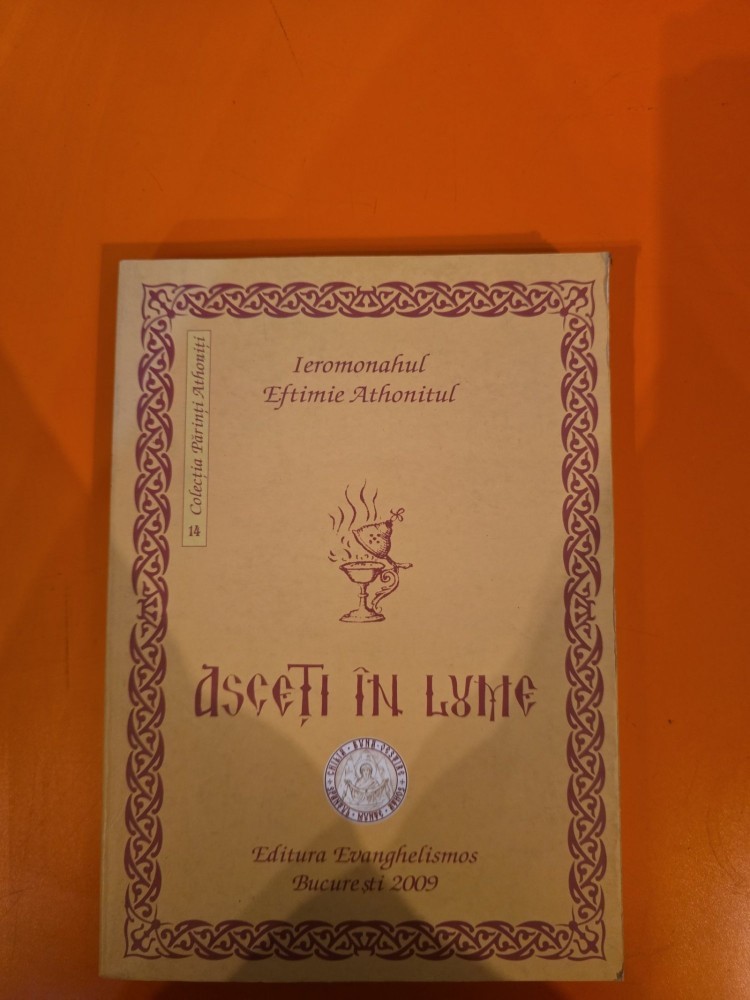 Ieromonahul
Eftimie Athonitul
14 Colecția Părinți Athoniți
Asceți în lume
Editura Evanghelismos
București 2009